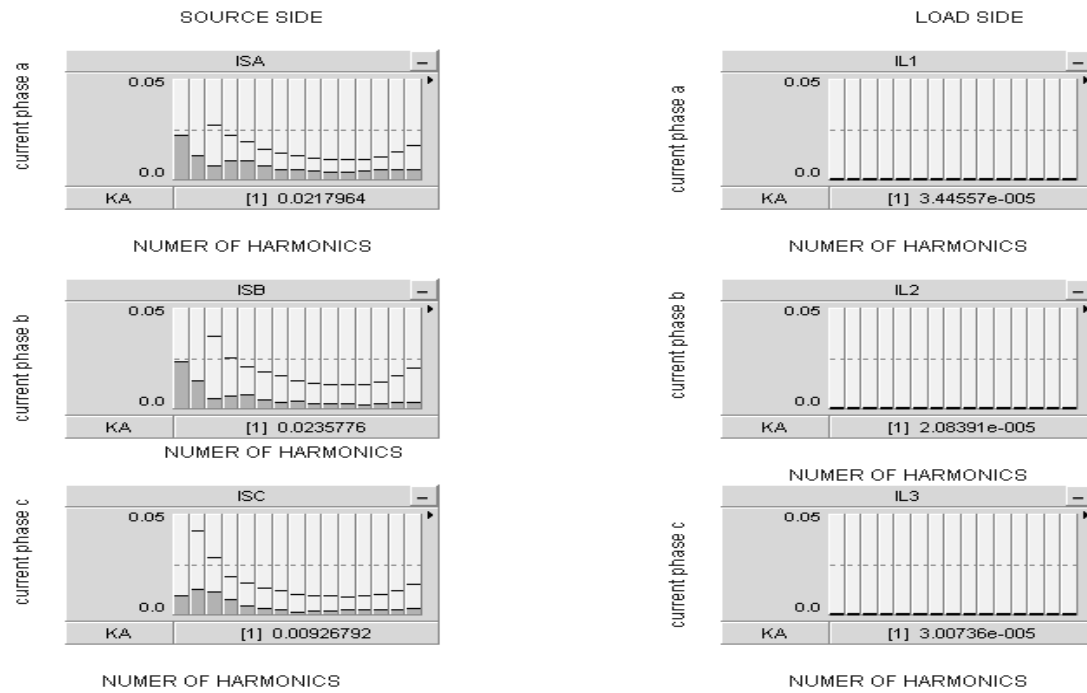 SOURCE SIDE
current phase a
ISA
0.05
0.0
KA
[1] 0.0217964
NUMER OF HARMONICS
current phase b
ISB
0.05
0.0
KA
[1] 0.0235776
NUMER OF HARMONICS
current phase c
ISC
0.05
0.0
KA
[1] 0.00926792
NUMER OF HARMONICS
LOAD SIDE
current phase a
IL1
0.05
0.0
KA
[1] 3.44557e-005
NUMER OF HARMONICS
current phase b
IL2
0.05
0.0
KA
[1] 2.08391e-005
NUMER OF HARMONICS
current phase c
IL3
0.05
0.0
KA
[1] 3.00736e-005
NUMER OF HARMONICS